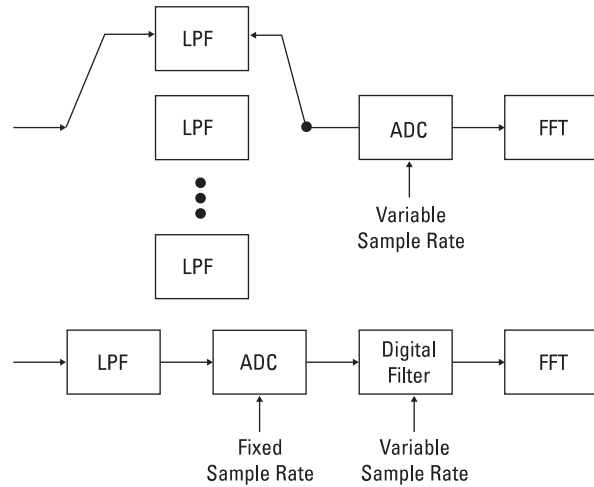 LPF
LPF
ADC
FFT
Variable
Sample Rate
LPF
LPF
ADC
Digital
Filter
FFT
Fixed
Sample Rate
Variable
Sample Rate